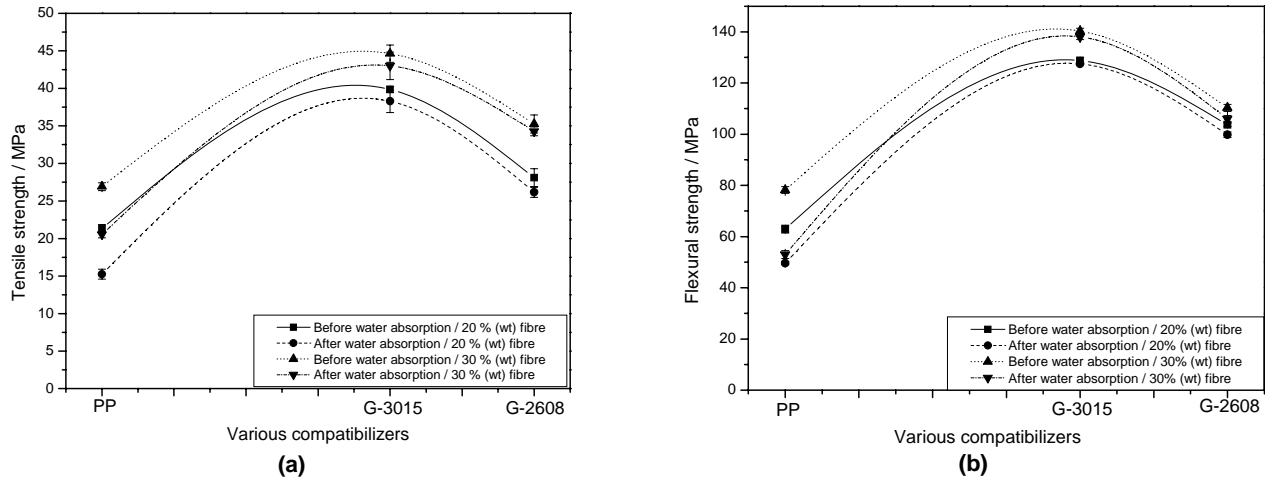 50
45
40
35
30
25
20
15
10
5
0
Tensile strength / MPa
Before water absorption / 20 % (wt) fibre
After water absorption / 20 % (wt) fibre
Before water absorption / 30 % (wt) fibre
After water absorption / 30 % (wt) fibre
PP G-3015 G-2608
Various compatibilizers
(a)
140
120
100
80
60
40
20
0
Flexural strength / MPa
Before water absorption / 20% (wt) fibre
After water absorption / 20% (wt) fibre
Before water absorption / 30% (wt) fibre
After water absorption / 30% (wt) fibre
PP G-3015 G-2608
Various compatibilizers
(b)